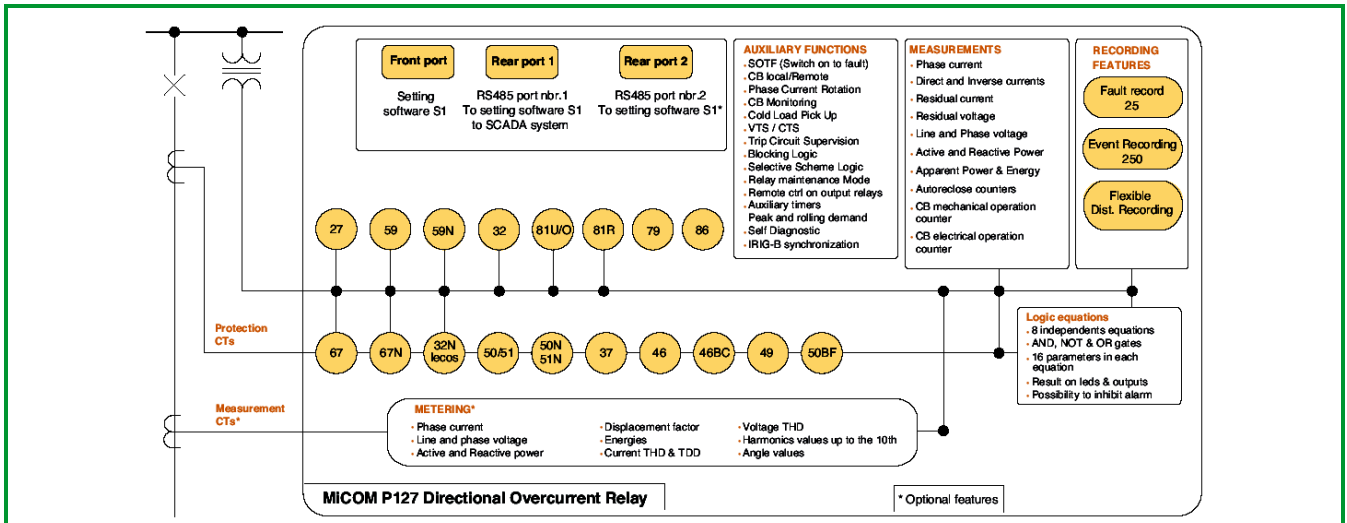 Front port
Setting
software S1
Rear port 1
RS485 port nbr.1
To setting software S1
to SCADA system
Rear port 2
RS485 port nbr.2
To setting software S1*
AUXILIARY FUNCTIONS
• SOTF (Switch on to fault)
• CB local/Remote
• Phase Current Rotation
• CB Monitoring
• Cold Load Pick Up
• VTS / CTS
• Trip Circuit Supervision
• Blocking Logic
• Selective Scheme Logic
• Relay maintenance Mode
• Remote ctrl on output relays
• Auxiliary timers
Peak and rolling demand
• Self Diagnostic
• IRIG-B synchronization
MEASUREMENTS
• Phase current
• Direct and Inverse currents
• Residual current
• Residual voltage
• Line and Phase voltage
• Active and Reactive Power
• Apparent Power & Energy
• Autoreclose counters
• CB mechanical operation
counter
• CB electrical operation
counter
RECORDING
FEATURES
Fault record
25
Event Recording
250
Flexible
Dist. Recording
27
59
59N
32
81U/O
81R
79
86
Protection
CTs
67
67N
32N
Iecos
50/51
50N
51N
37
46
46BC
49
50BF
Logic equations
• 8 independents equations
• AND, NOT & OR gates
• 16 parameters in each
equation
• Result on leds & outputs
• Possibility to inhibit alarm
Measurement
CTs*
METERING*
• Phase current
• Line and phase voltage
• Active and Reactive power
• Displacement factor
• Energies
• Current THD & TDD
• Voltage THD
• Harmonics values up to the 10th
• Angle values
MiCOM P127 Directional Overcurrent Relay
* Optional features